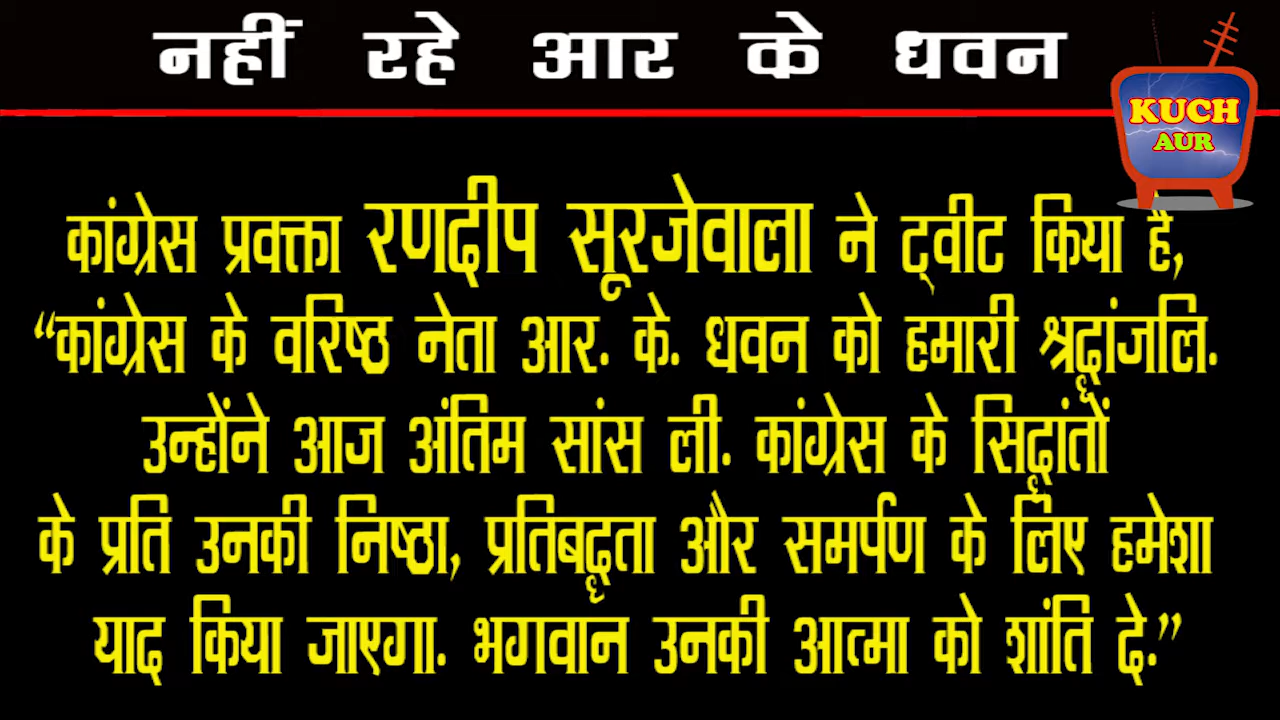 नहीं रहे आर के धवन
KUCH
AUR
कांग्रेस प्रवक्ता रणदीप सूरजेवाला ने ट्वीट किया है,
“कांग्रेस के वरिष्ठ नेता आर. के. धवन को हमारी श्रद्धांजलि.
उन्होंने आज अंतिम सांस ली. कांग्रेस के सिद्धांतों
के प्रति उनकी निष्ठा, प्रतिबद्धता और समर्पण के लिए हमेशा
याद किया जाएगा. भगवान उनकी आत्मा को शांति दे.”